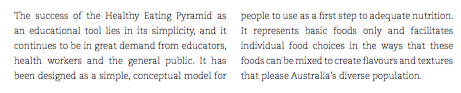 The success of the Healthy Eating Pyramid as
an educational tool lies in its simplicity, and it
continues to be in great demand from educators,
health workers and the general public. It has
been designed as a simple, conceptual model for
people to use as a first step to adequate nutrition.
It represents basic foods only and facilitates
individual food choices in the ways that these
foods can be mixed to create flavours and textures
that please Australia's diverse population.